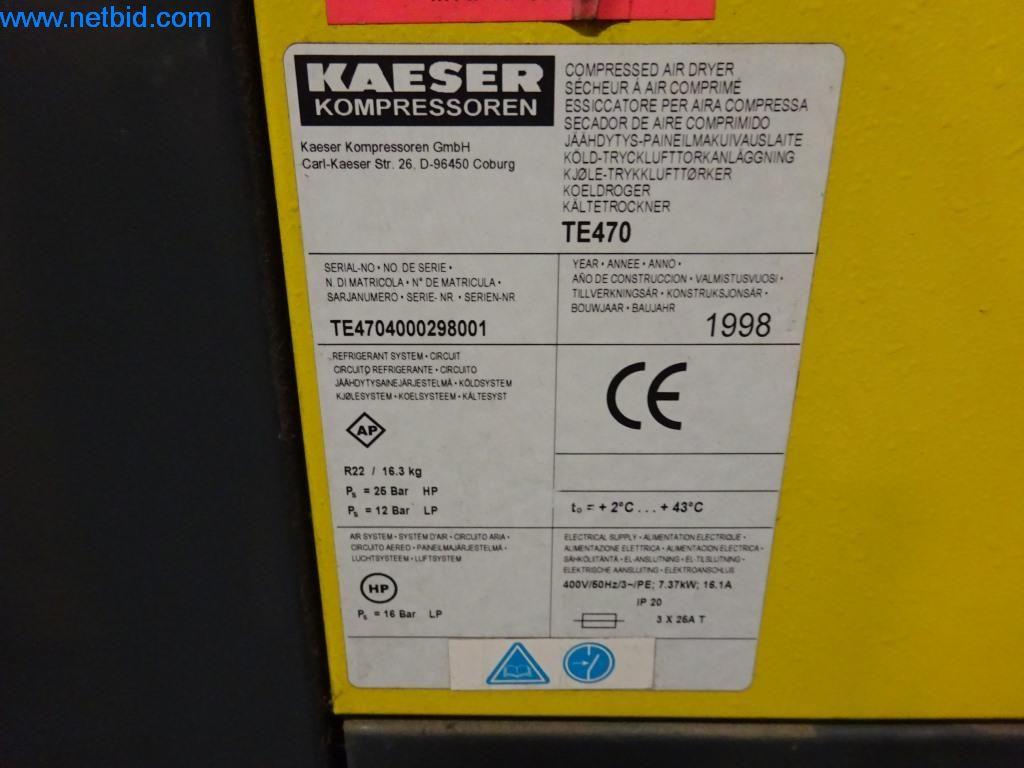 www.netbid.com
KAESER
KOMPRESSOREN
Kaeser Kompressoren GmbH
Carl-Kaeser Str. 26, D-96450 Coburg
COMPRESSED AIR DRYER
SÉCHEUR À AIR COMPRIMÉ
ESSICCATORE PER AIRA COMPRESSA
SECADOR DE AIRE COMPRIMIDO
JÄÄHDYTYS-PAINEILMAKUIVAUSLAITE
KÖLD-TRYCKLUFTTORKANLÄGGNING
KJØLE-TRYKKLUFTTØRKER
KOELDROGER
KÄLTETROCKNER
TE470
SERIAL-NO • NO. DE SERIE •
N. DI MATRICOLA • N° DE MATRICULA •
SARJANUMERO • SERIE- NR • SERIEN-NR
TE4704000298001
YEAR • ANNEE • ANNO •
AÑO DE CONSTRUCCION • VALMISTUSVUOSI •
TILLVERKNINGSÅR • KONSTRUKSJONSÅR •
BOUWJAAR • BAUJAHR
1998
REFRIGERANT SYSTEM • CIRCUIT
CIRCUITO REFRIGERANTE • CIRCUITO
JÄÄHDYTYSAINEJÄRJESTELMÄ • KÖLDSYSTEM
KJØLESYSTEM • KOELSYSTEEM • KÄLTESYST
AP
R22 / 16.3 kg
Ps = 25 Bar HP
Ps = 12 Bar LP
CE
to = + 2°C ... + 43°C
AIR SYSTEM • SYSTEM D'AIR • CIRCUITO ARIA •
CIRCUITO AEREO • PAINEILMAJÄRJESTELMÄ •
LUCHTSYSTEEM • LUFTSYSTEM
HP
Ps = 16 Bar LP
ELECTRICAL SUPPLY • ALIMENTATION ELECTRIQUE •
ALIMENTAZIONE ELETTRICA • ALIMENTACION ELECTRICA •
SÄHKÖLIITÄNTÄ • EL-ANSLUTNING • EL-TILSLUTNING •
ELEKTRISCHE AANSLUITING • ELEKTROANSCHLUS
400V/50Hz/3~/PE; 7.37kW; 16.1A
IP 20
3 X 25A T